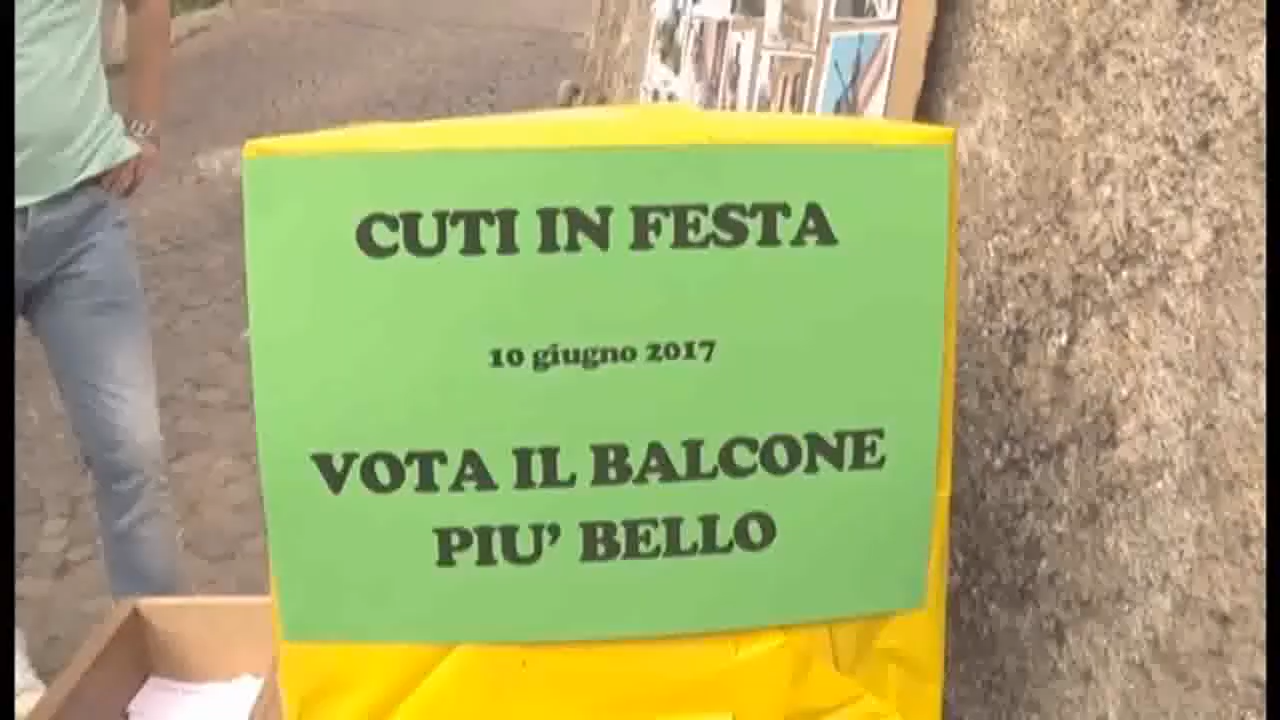 CUTI IN FESTA
10 giugno 2017
VOTA IL BALCONE
PIU' BELLO